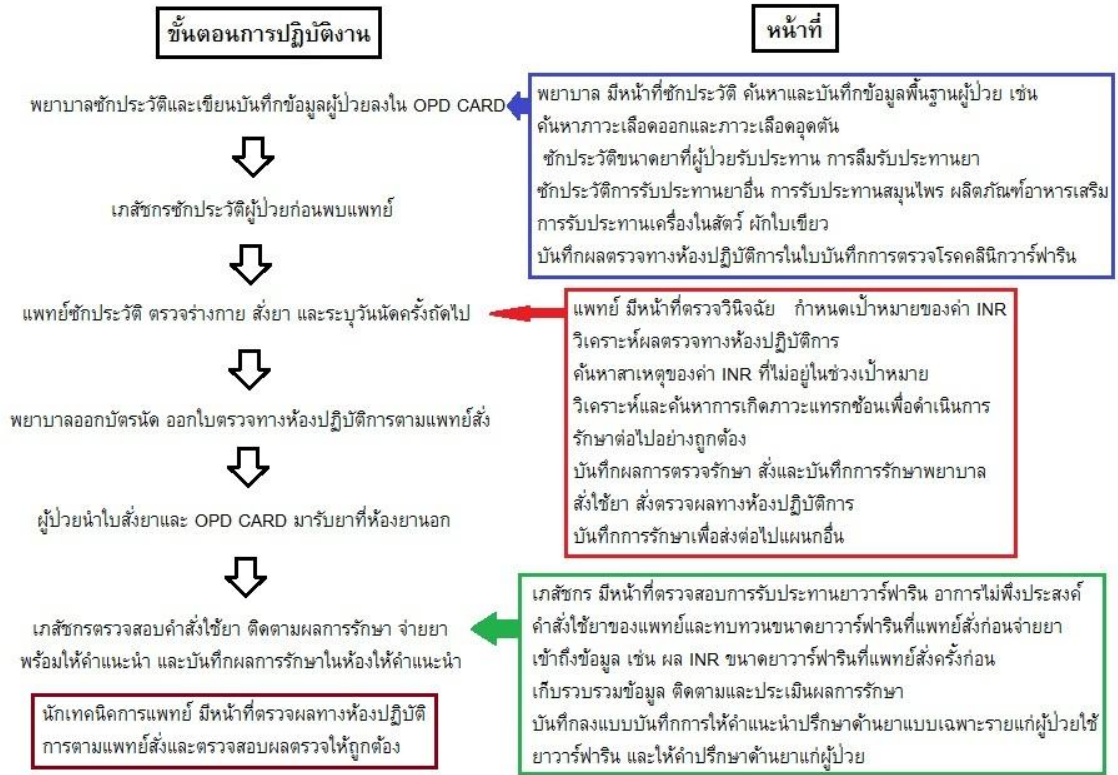 ขั้นตอนการปฏิบัติงาน
พยาบาลซักประวัติและเขียนบันทึกข้อมูลผู้ป่วยลงใน OPD CARD
เภสัชกรซักประวัติผู้ป่วยก่อนพบแพทย์
แพทย์ซักประวัติ ตรวจร่างกาย สั่งยา และระบุวันนัดครั้งถัดไป
พยาบาลออกบัตรนัด ออกใบตรวจทางห้องปฏิบัติการตามแพทย์สั่ง
ผู้ป่วยนำใบสั่งยาและ OPD CARD มารับยาที่ห้องยานอก
เภสัชกรตรวจสอบคำสั่งใช้ยา ติดตามผลการรักษา จ่ายยา
พร้อมให้คำแนะนำ และบันทึกผลการรักษาในห้องให้คำแนะนำ
นักเทคนิคการแพทย์ มีหน้าที่ตรวจผลทางห้องปฏิบัติ
การตามแพทย์สั่งและตรวจสอบผลตรวจให้ถูกต้อง
หน้าที่
พยาบาล มีหน้าที่ซักประวัติ ค้นหาและบันทึกข้อมูลพื้นฐานผู้ป่วย เช่น
ค้นหาภาวะเลือดออกและภาวะเลือดอุดตัน
ซักประวัติขนาดยาที่ผู้ป่วยรับประทาน การลืมรับประทานยา
ซักประวัติการรับประทานยาอื่น การรับประทานสมุนไพร ผลิตภัณฑ์อาหารเสริม
การรับประทานเครื่องในสัตว์ ผักใบเขียว
บันทึกผลตรวจทางห้องปฏิบัติการในใบบันทึกการตรวจโรคคลินิกวาร์ฟาริน
แพทย์ มีหน้าที่ตรวจวินิจฉัย กำหนดเป้าหมายของค่า INR
วิเคราะห์ผลตรวจทางห้องปฏิบัติการ
ค้นหาสาเหตุของค่า INR ที่ไม่อยู่ในช่วงเป้าหมาย
วิเคราะห์และค้นหาการเกิดภาวะแทรกซ้อนเพื่อดำเนินการ
รักษาต่อไปอย่างถูกต้อง
บันทึกผลการตรวจรักษา สั่งและบันทึกการรักษาพยาบาล
สั่งใช้ยา สั่งตรวจผลทางห้องปฏิบัติการ
บันทึกการรักษาเพื่อส่งต่อไปแผนกอื่น
เภสัชกร มีหน้าที่ตรวจสอบการรับประทานยาวาร์ฟาริน อาการไม่พึงประสงค์
คำสั่งใช้ยาของแพทย์และทบทวนขนาดยาวาร์ฟารินที่แพทย์สั่งก่อนจ่ายยา
เข้าถึงข้อมูล เช่น ผล INR ขนาดยาวาร์ฟารินที่แพทย์สั่งครั้งก่อน
เก็บรวบรวมข้อมูล ติดตามและประเมินผลการรักษา
บันทึกลงแบบบันทึกการให้คำแนะนำปรึกษาด้านยาแบบเฉพาะรายแก่ผู้ป่วยใช้
ยาวาร์ฟาริน และให้คำปรึกษาด้านยาแก่ผู้ป่วย